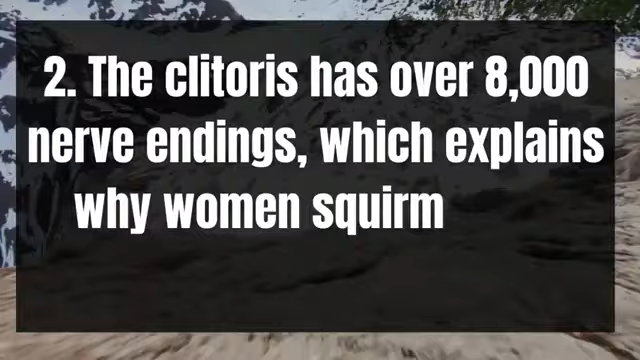 2. The clitoris has over 8,000
nerve endings, which explains
why women squirm